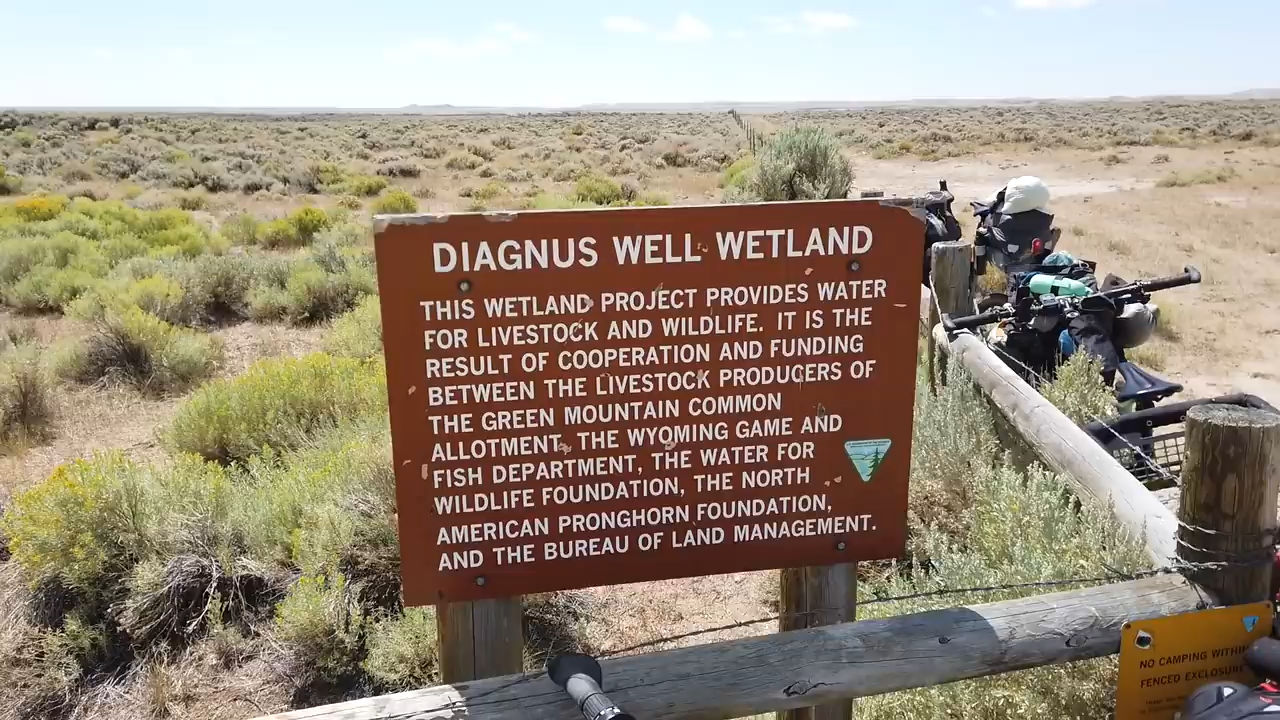 DIAGNUS WELL WETLAND
THIS WETLAND PROJECT PROVIDES WATER
FOR LIVESTOCK AND WILDLIFE. IT IS THE
RESULT OF COOPERATION AND FUNDING
BETWEEN THE LIVESTOCK PRODUCERS OF
THE GREEN MOUNTAIN COMMON
ALLOTMENT, THE WYOMING GAME AND
FISH DEPARTMENT, THE WATER FOR
WILDLIFE FOUNDATION, THE NORTH
AMERICAN PRONGHORN FOUNDATION,
AND THE BUREAU OF LAND MANAGEMENT.
NO CAMPING WITHIN
FENCED EXCLOSURE